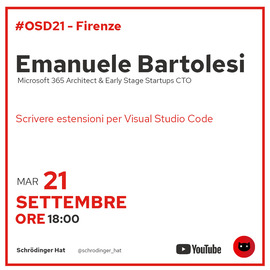 #OSD21 - Firenze
Emanuele Bartolesi
Microsoft 365 Architect & Early Stage Startups CTO
Scrivere estensioni per Visual Studio Code
MAR 21
SETTEMBRE
ORE 18:00
Schrödinger Hat @schrodinger_hat YouTube